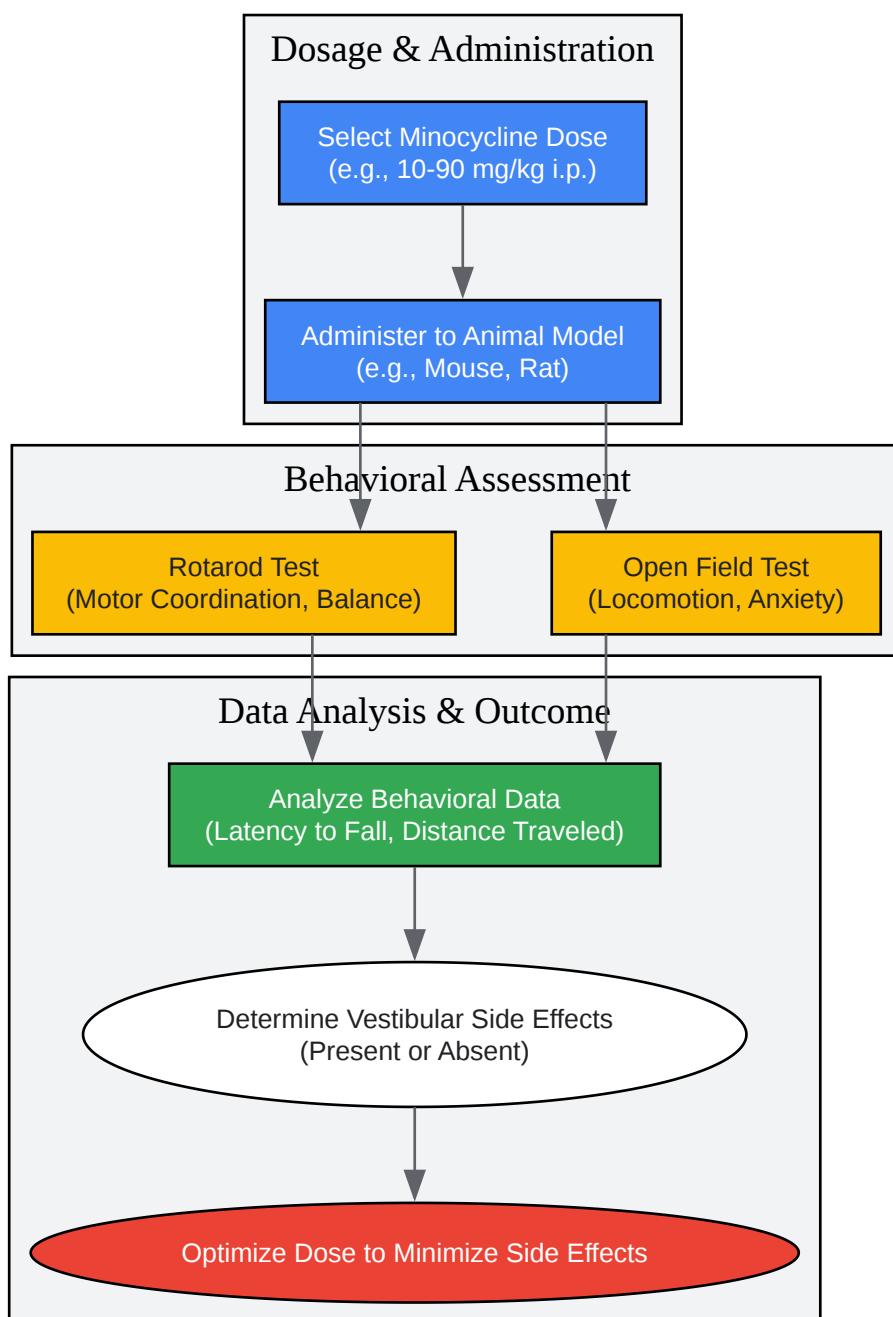 Dosage & Administration
Select Minocycline Dose
(e.g., 10-90 mg/kg i.p.)
Administer to Animal Model
(e.g., Mouse, Rat)
Behavioral Assessment
Rotarod Test
(Motor Coordination, Balance)
Open Field Test
(Locomotion, Anxiety)
Data Analysis & Outcome
Analyze Behavioral Data
(Latency to Fall, Distance Traveled)
Determine Vestibular Side Effects
(Present or Absent)
Optimize Dose to Minimize Side Effects